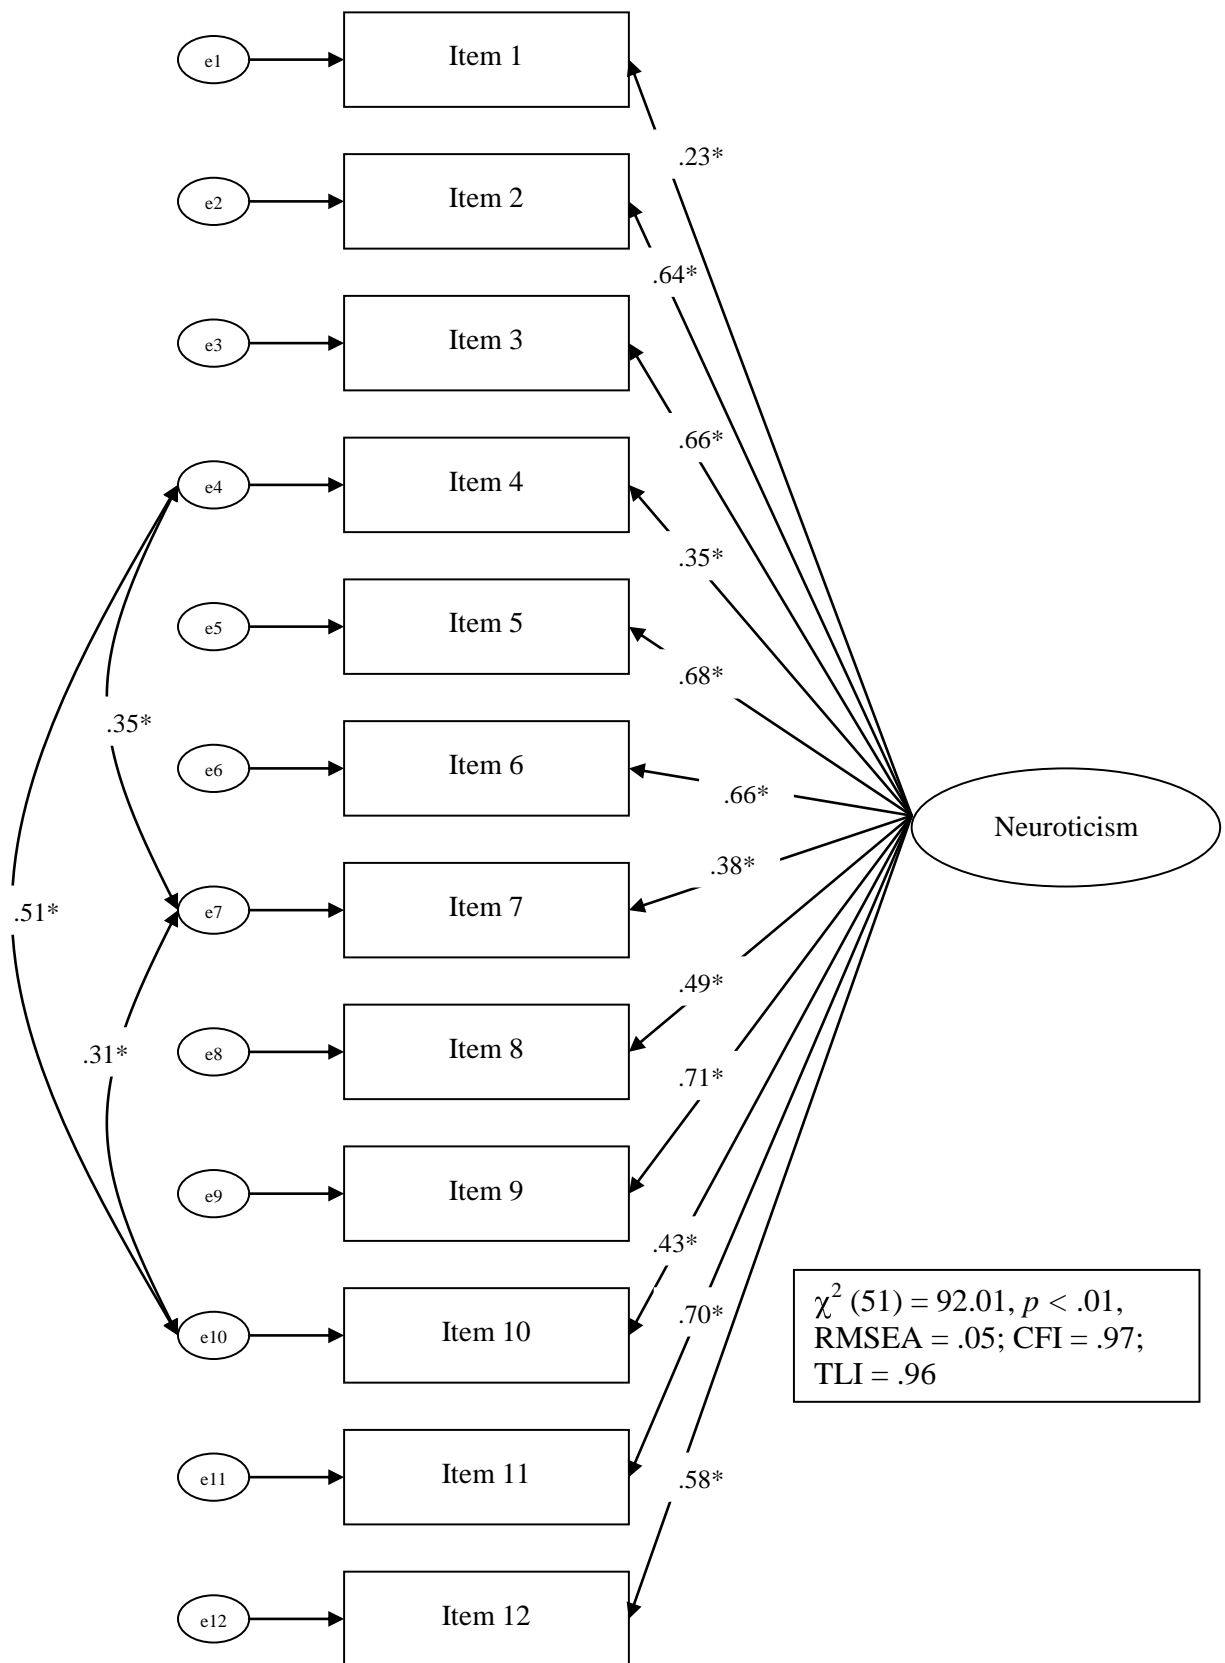 e1
Item 1
.23*
e2
Item 2
.64*
e3
Item 3
.66*
e4
Item 4
.35*
e5
Item 5
.68*
.35*
e6
Item 6
.66*
Neuroticism
.38*
.51*
e7
Item 7
.49*
.31*
e8
Item 8
.71*
e9
Item 9
.43*
χ² (51) = 92.01, p < .01,
RMSEA = .05; CFI = .97;
TLI = .96
e10
Item 10
.70*
e11
Item 11
.58*
e12
Item 12